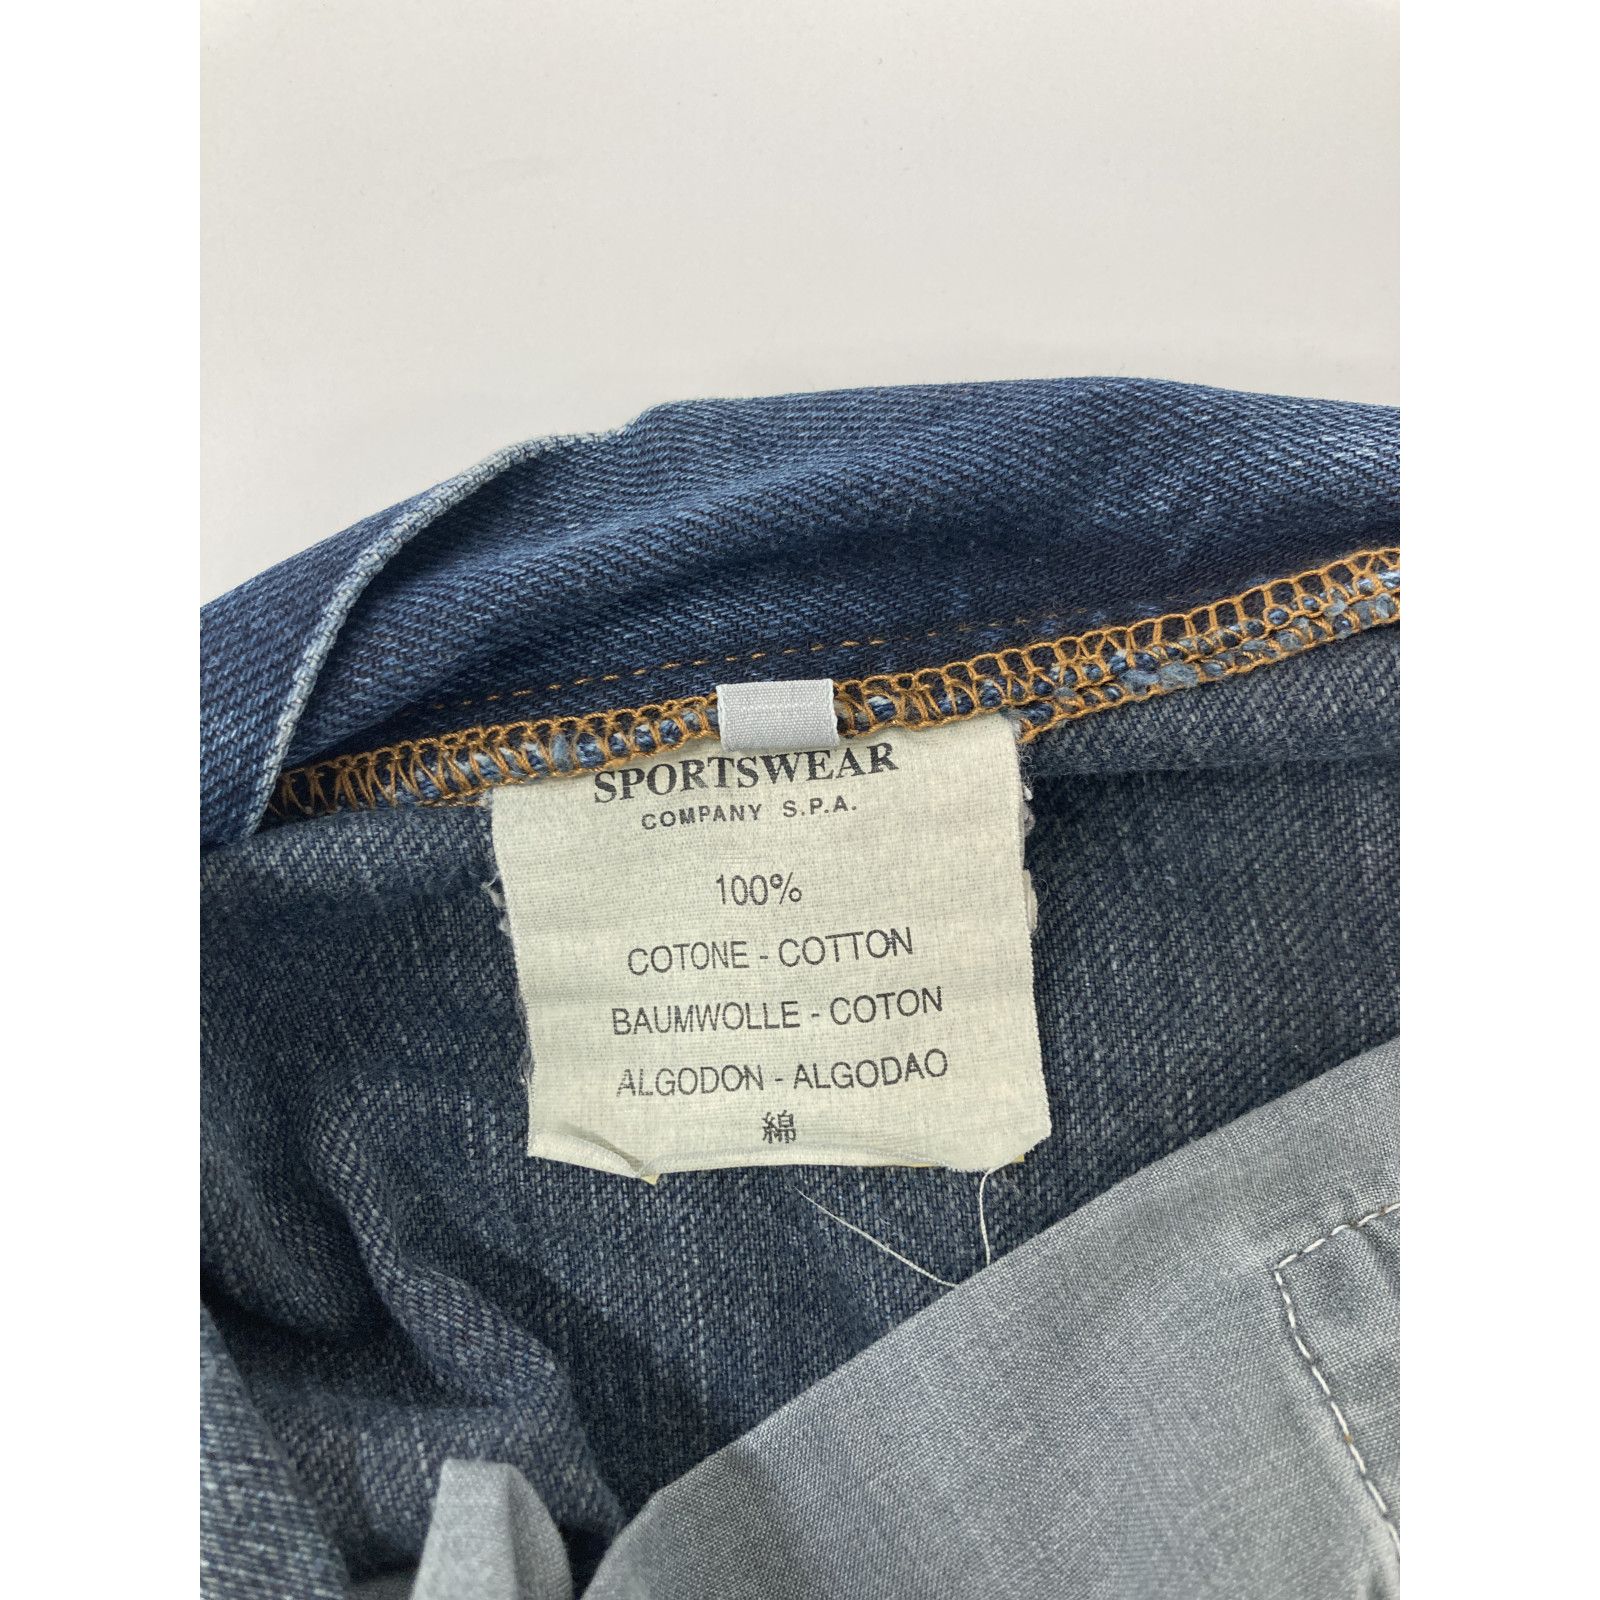 SPORTSWEAR
COMPANY S.P.A.
100%
COTONE - COTTON
BAUMWOLLE - COTON
ALGODON - ALGODAO
綿